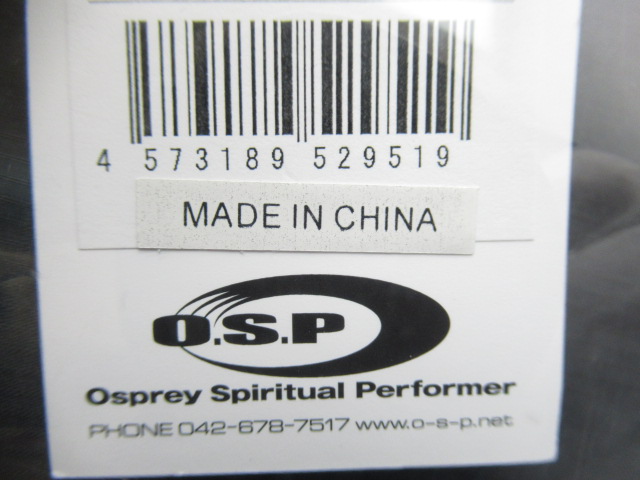 4 573189 529519
MADE IN CHINA
O.S.P
Osprey Spiritual Performer
PHONE 042-678-7517 www.o-s-p.net